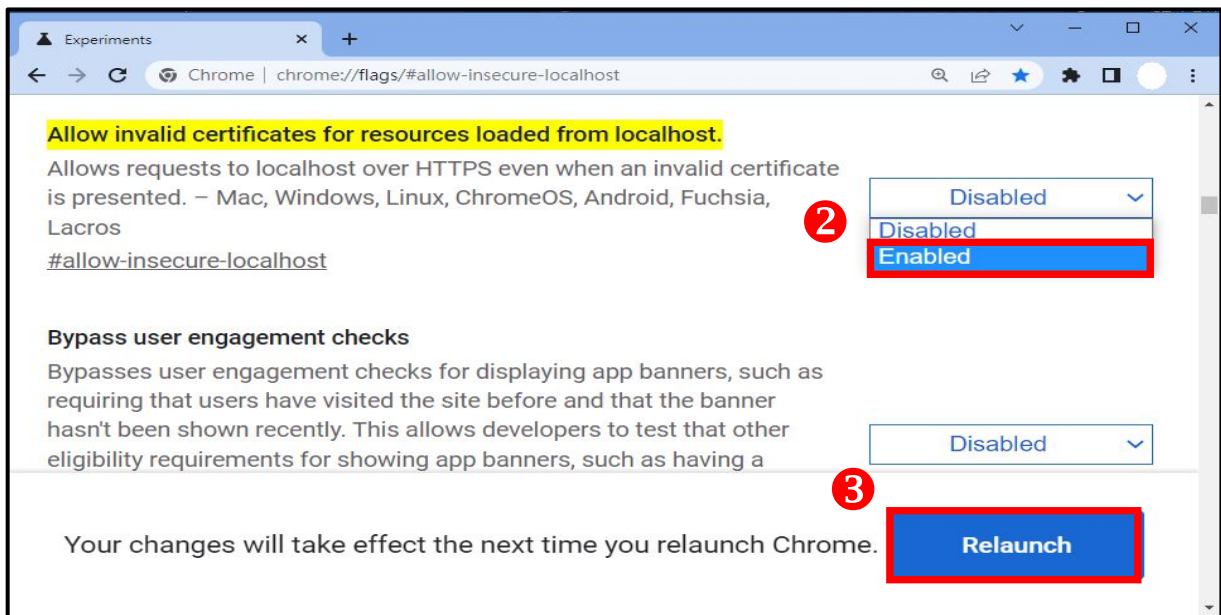 Experiments
Chrome | chrome://flags/#allow-insecure-localhost
Allow invalid certificates for resources loaded from localhost.
Allows requests to localhost over HTTPS even when an invalid certificate
is presented. – Mac, Windows, Linux, ChromeOS, Android, Fuchsia,
Lacros
#allow-insecure-localhost
Disabled
2
Disabled
Enabled
Bypass user engagement checks
Bypasses user engagement checks for displaying app banners, such as
requiring that users have visited the site before and that the banner
hasn't been shown recently. This allows developers to test that other
eligibility requirements for showing app banners, such as having a
Disabled
3
Your changes will take effect the next time you relaunch Chrome.
Relaunch